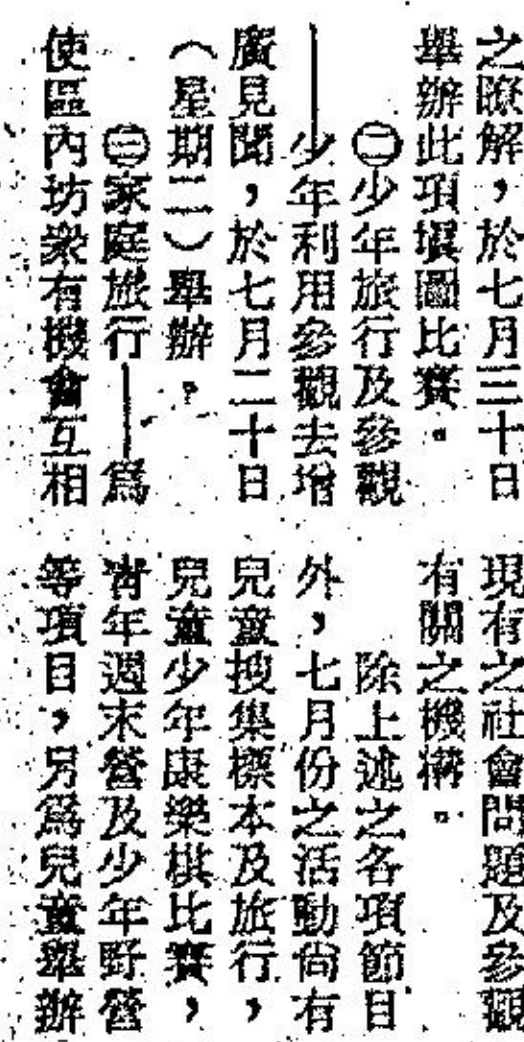 之瞭解，於七月三十日
舉辦此項塡圖比賽。
㊁少年旅行及參觀
——少年利用參觀去增
廣見聞，於七月二十日
（星期二）舉辦。
㊂家庭旅行——爲
使區內坊衆有機會互相
現有之社會問題及參觀
有關之機構。
除上述之各項節目
外，七月份之活動尙有
兒童搜集標本及旅行，
兒童少年康樂棋比賽，
靑年週末營及少年野營
等項目，另爲兒童舉辦